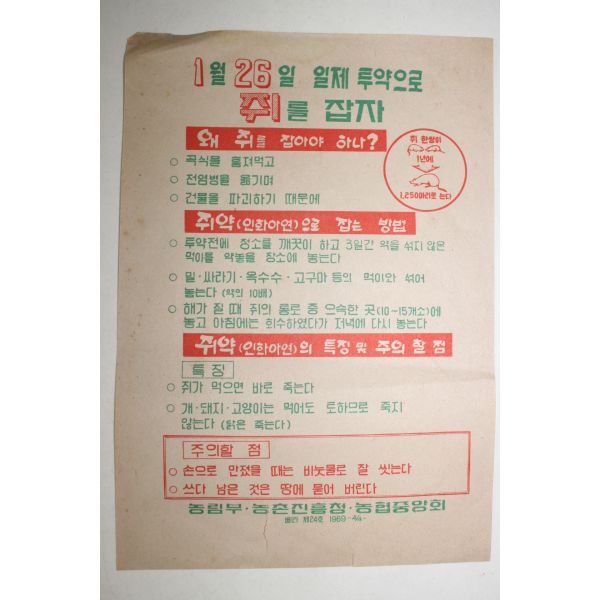 1월 26일 일제 투약으로
쥐를 잡자
왜 쥐를 잡아야 하나?
○ 곡식을 훔쳐먹고
○ 전염병을 옮기며
○ 건물을 파괴하기 때문에
쥐 한쌍이
1년에
1,250마리로 는다
쥐약(인화아연)으로 잡는 방법
○ 투약전에 장소를 깨끗이 하고 3일간 약을 섞지 않은
먹이를 약놓을 장소에 놓는다
○ 밀·싸라기·옥수수·고구마 등의 먹이와 섞어
놓는다 (약의 10배)
○ 해가 질 때 쥐의 통로 중 으슥한 곳(10~15개소)에
놓고 아침에는 회수하였다가 저녁에 다시 놓는다
쥐약(인화아연)의 특징 및 주의 할 점
특징
○ 쥐가 먹으면 바로 죽는다
○ 개·돼지·고양이는 먹어도 토하므로 죽지
않는다 (닭은 죽는다)
주의할 점
○ 손으로 만졌을 때는 비눗물로 잘 씻는다
○ 쓰다 남은 것은 땅에 묻어 버린다
농림부·농촌진흥청·농협중앙회
제24호 1969